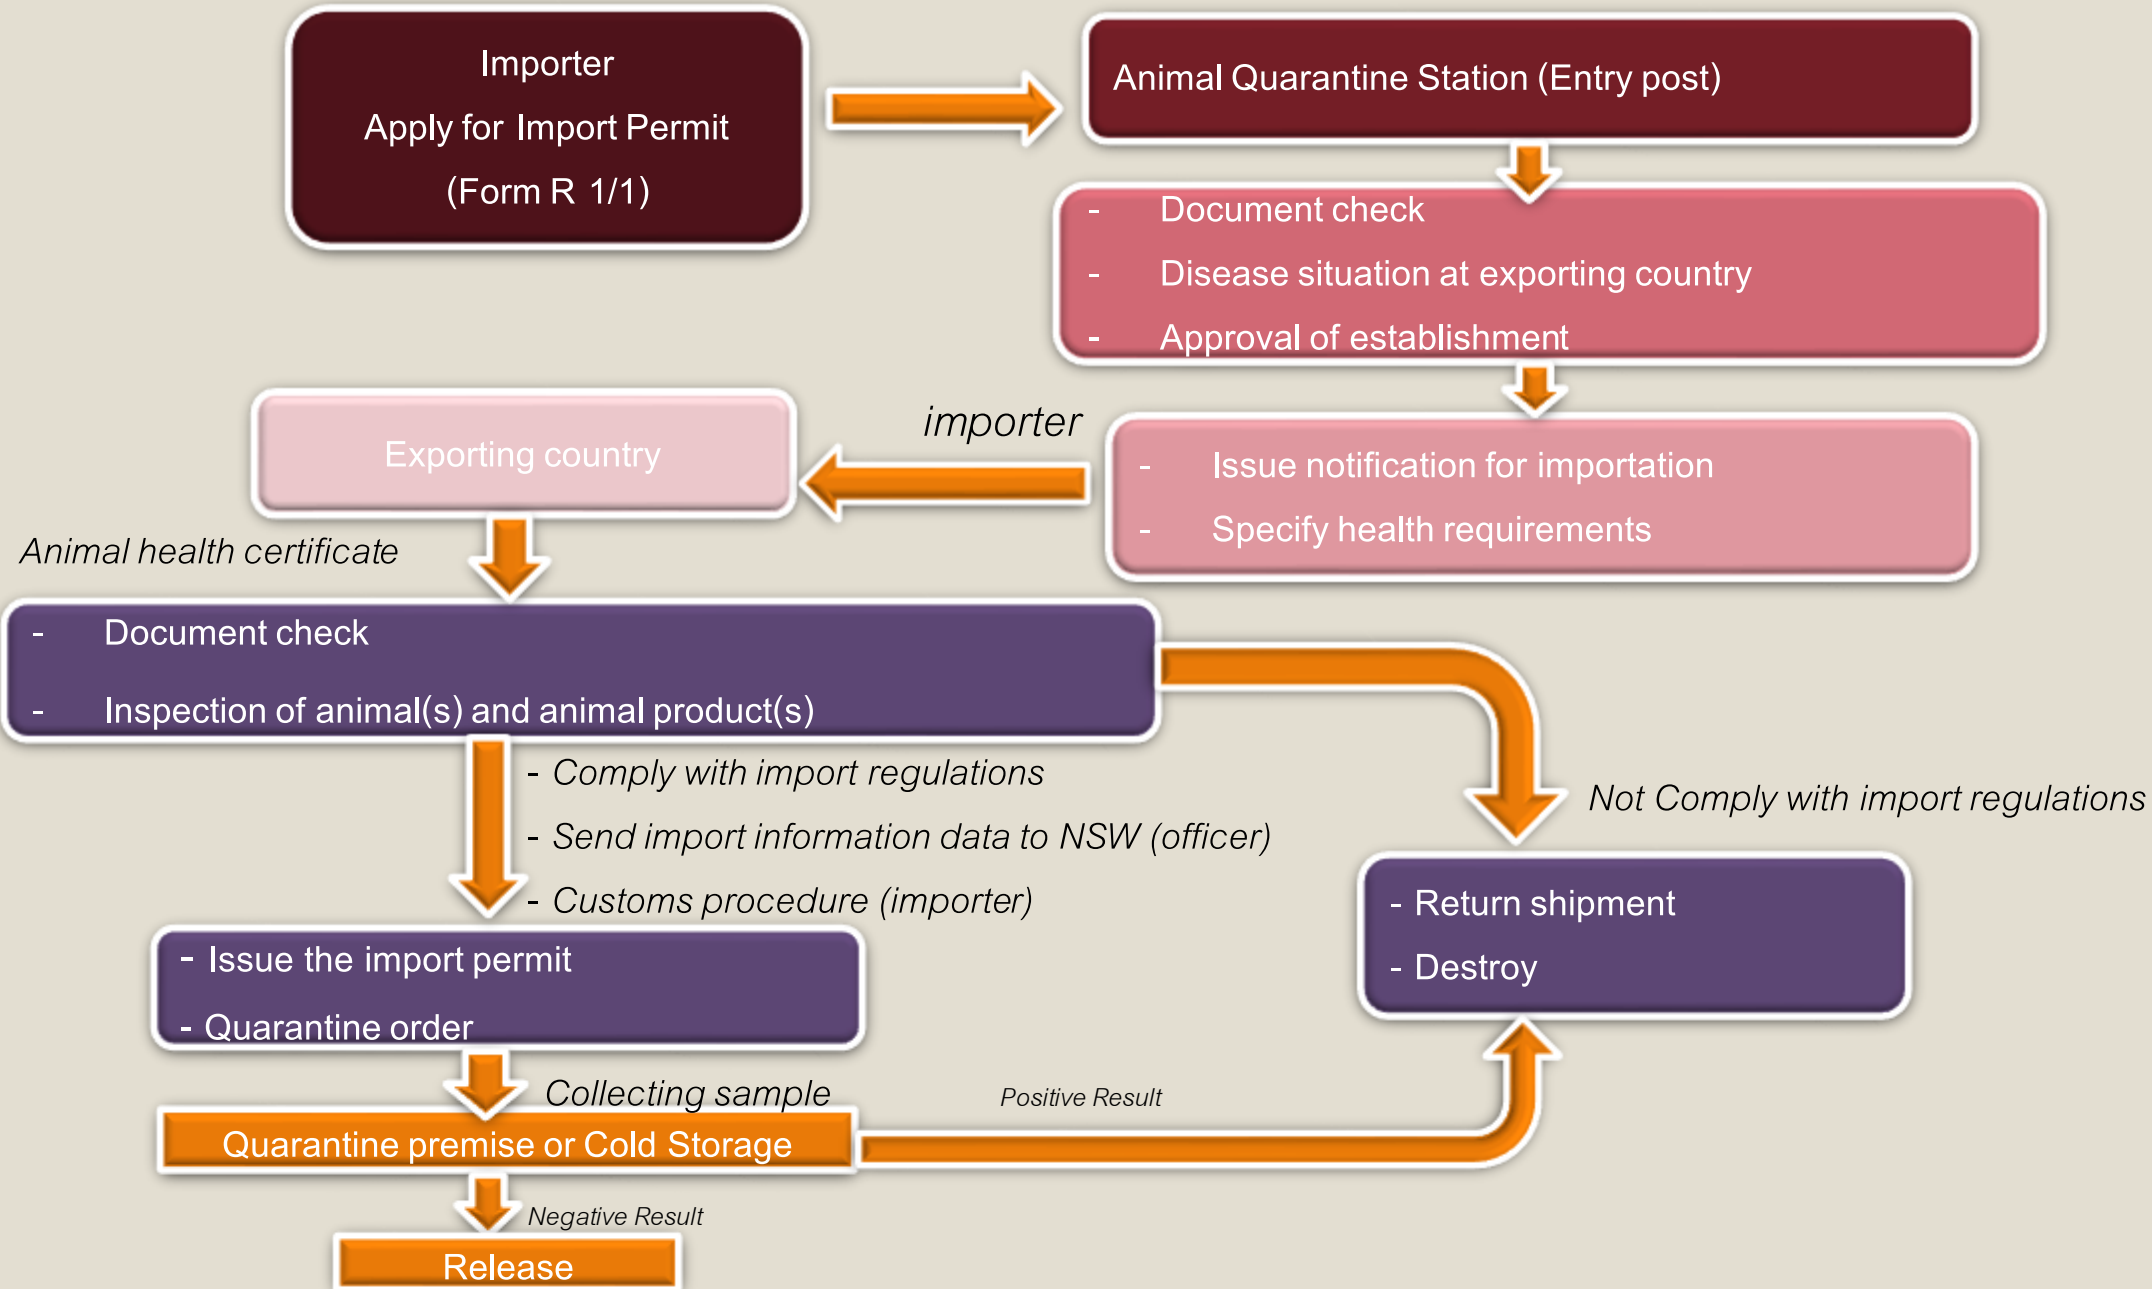 Importer
Apply for Import Permit
(Form R 1/1)
Animal Quarantine Station (Entry post)
- Document check
- Disease situation at exporting country
- Approval of establishment
importer
- Issue notification for importation
- Specify health requirements
Exporting country
Animal health certificate
- Document check
- Inspection of animal(s) and animal product(s)
- Comply with import regulations
- Send import information data to NSW (officer)
- Customs procedure (importer)
Not Comply with import regulations
- Return shipment
- Destroy
- Issue the import permit
- Quarantine order
Collecting sample
Positive Result
Quarantine premise or Cold Storage
Negative Result
Release